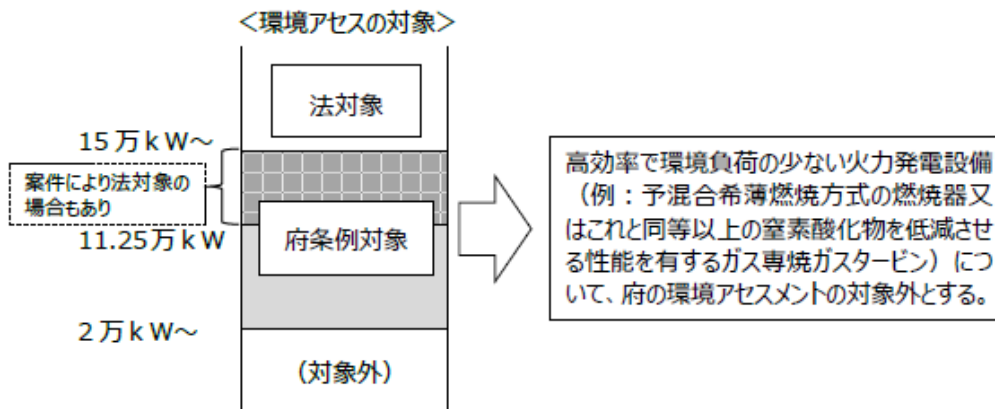 ＜環境アセスの対象＞
法対象
15万ｋW～
案件により法対象の
場合もあり
11.25万ｋW
府条例対象
2万ｋW～
（対象外）
高効率で環境負荷の少ない火力発電設備
（例：予混合希薄燃焼方式の燃焼器又
はこれと同等以上の窒素酸化物を低減させ
る性能を有するガス専焼ガスタービン）につ
いて、府の環境アセスメントの対象外とする。